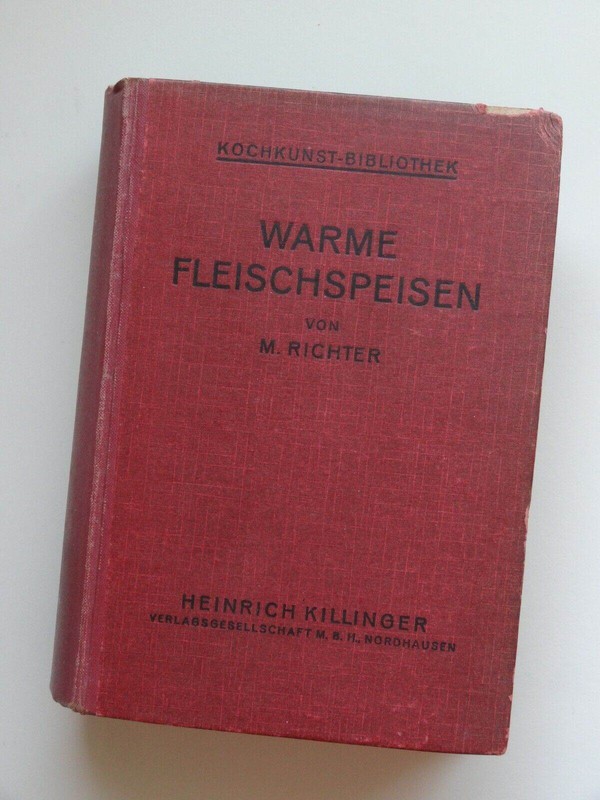 KOCHKUNST-BIBLIOTHEK
WARME
FLEISCHSPEISEN
VON
M. RICHTER
HEINRICH KILLINGER
VERLAGSGESELLSCHAFT M. B. H., NORDHAUSEN